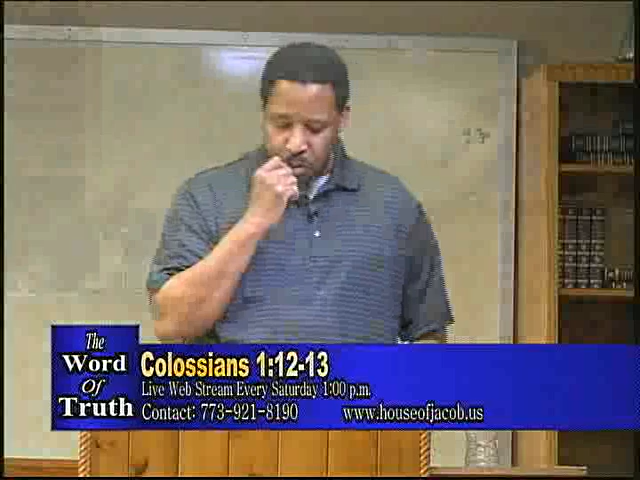 The
Word
Of
Truth
Colossians 1:12-13
Live Web Stream Every Saturday 1:00 p.m.
Contact: 773-921-8190 www.houseofjacob.us